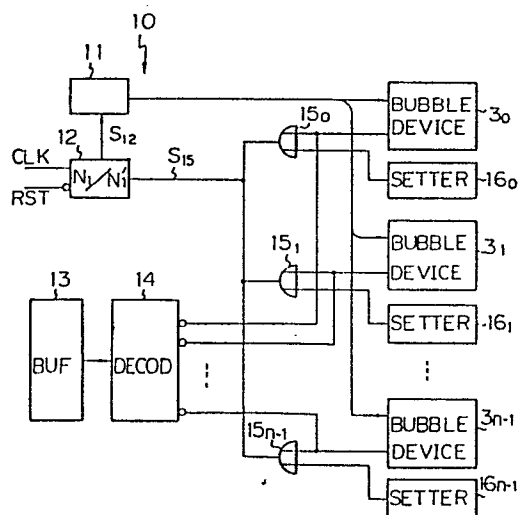 10
11
S12
12
CLK
RST
N1/N1'
S15
150
BUBBLE
DEVICE
30
SETTER
160
151
BUBBLE
DEVICE
31
SETTER
161
13
BUF
14
DECOD
15n-1
BUBBLE
DEVICE
3n-1
SETTER
16n-1